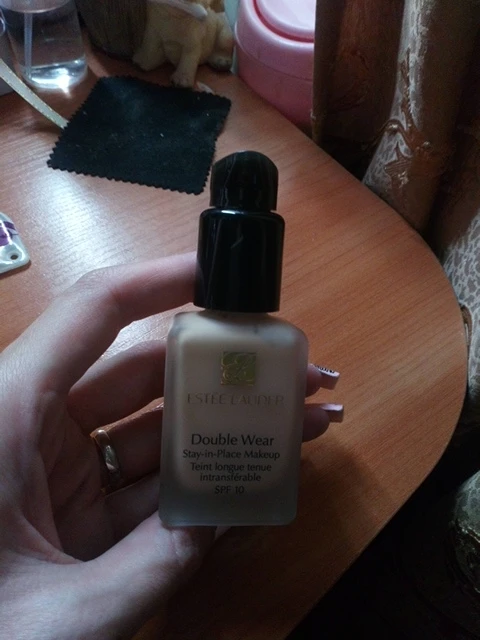 ESTĒE LAUDER
Double Wear
Stay-in-Place Makeup
Teint longue tenue
intransférable
SPF 10